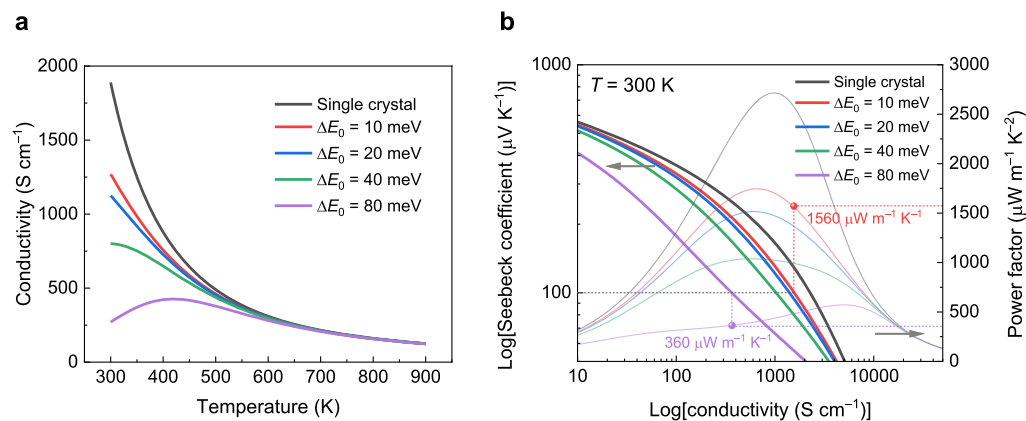 a
2000
1500
1000
500
0
300 400 500 600 700 800 900
Conductivity (S cm⁻¹)
Temperature (K)
Single crystal
ΔE₀ = 10 meV
ΔE₀ = 20 meV
ΔE₀ = 40 meV
ΔE₀ = 80 meV
b
T = 300 K
1000
100
Log[Seebeck coefficient (μV K⁻¹)]
10 100 1000 10000
Log[conductivity (S cm⁻¹)]
Single crystal
ΔE₀ = 10 meV
ΔE₀ = 20 meV
ΔE₀ = 40 meV
ΔE₀ = 80 meV
1560 μW m⁻¹ K⁻¹
360 μW m⁻¹ K⁻¹
3000
2500
2000
1500
1000
500
0
Power factor (μW m⁻¹ K⁻²)